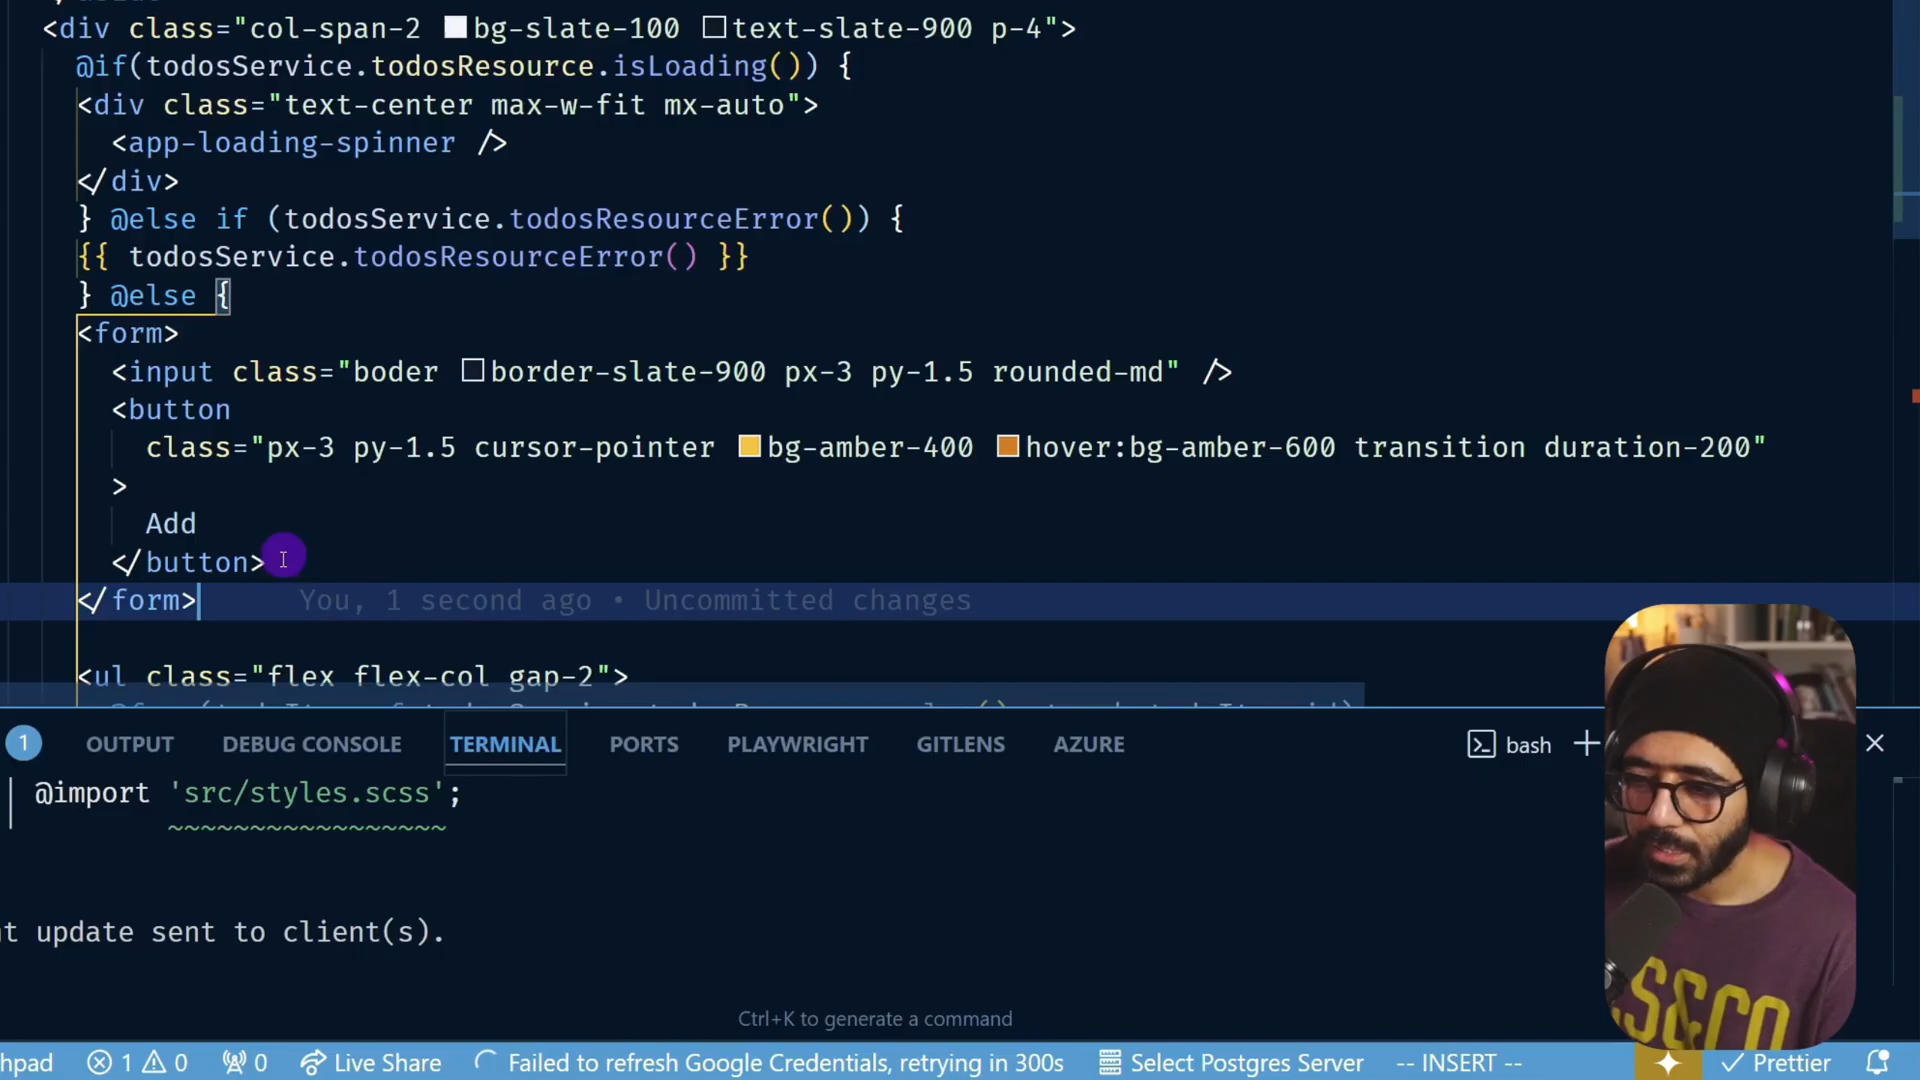 <div class="col-span-2 bg-slate-100 text-slate-900 p-4">
@if(todosService.todosResource.isLoading()) {
<div class="text-center max-w-fit mx-auto">
<app-loading-spinner />
</div>
} @else if (todosService.todosResourceError()) {
{{ todosService.todosResourceError() }}
} @else {
<form>
<input class="boder border-slate-900 px-3 py-1.5 rounded-md" />
<button
class="px-3 py-1.5 cursor-pointer bg-amber-400 hover:bg-amber-600 transition duration-200"
>
Add
</button>
</form> You, 1 second ago • Uncommitted changes
<ul class="flex flex-col gap-2">
1 OUTPUT DEBUG CONSOLE TERMINAL PORTS PLAYWRIGHT GITLENS AZURE bash
@import 'src/styles.scss';
~~~~~~~~~~~~~~~~
t update sent to client(s).
Ctrl+K to generate a command
S&CO
hpad 1 0 0 Live Share Failed to refresh Google Credentials, retrying in 300s Select Postgres Server -- INSERT -- Prettier